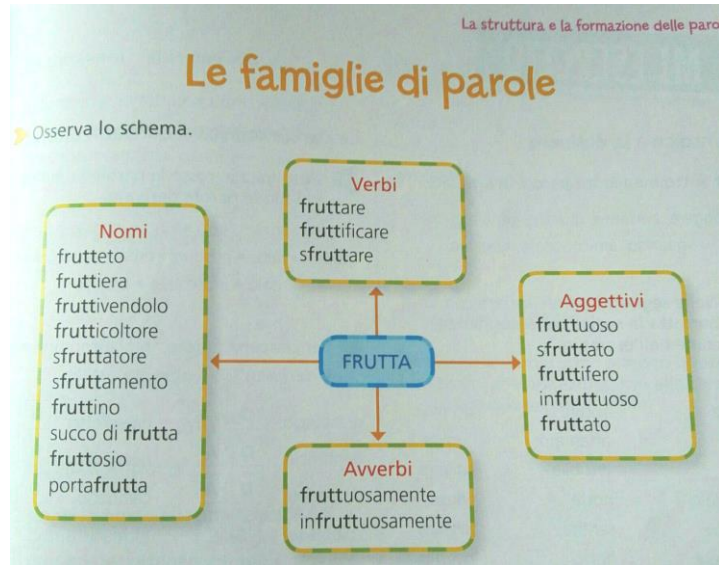 La struttura e la formazione delle paro
Le famiglie di parole
Osserva lo schema.
Verbi
fruttare
fruttificare
sfruttare
Nomi
frutteto
fruttiera
fruttivendolo
frutticoltore
sfruttatore
sfruttamento
fruttino
succo di frutta
fruttosio
portafrutta
FRUTTA
Aggettivi
fruttuoso
sfruttato
fruttifero
infruttuoso
fruttato
Avverbi
fruttuosamente
infruttuosamente